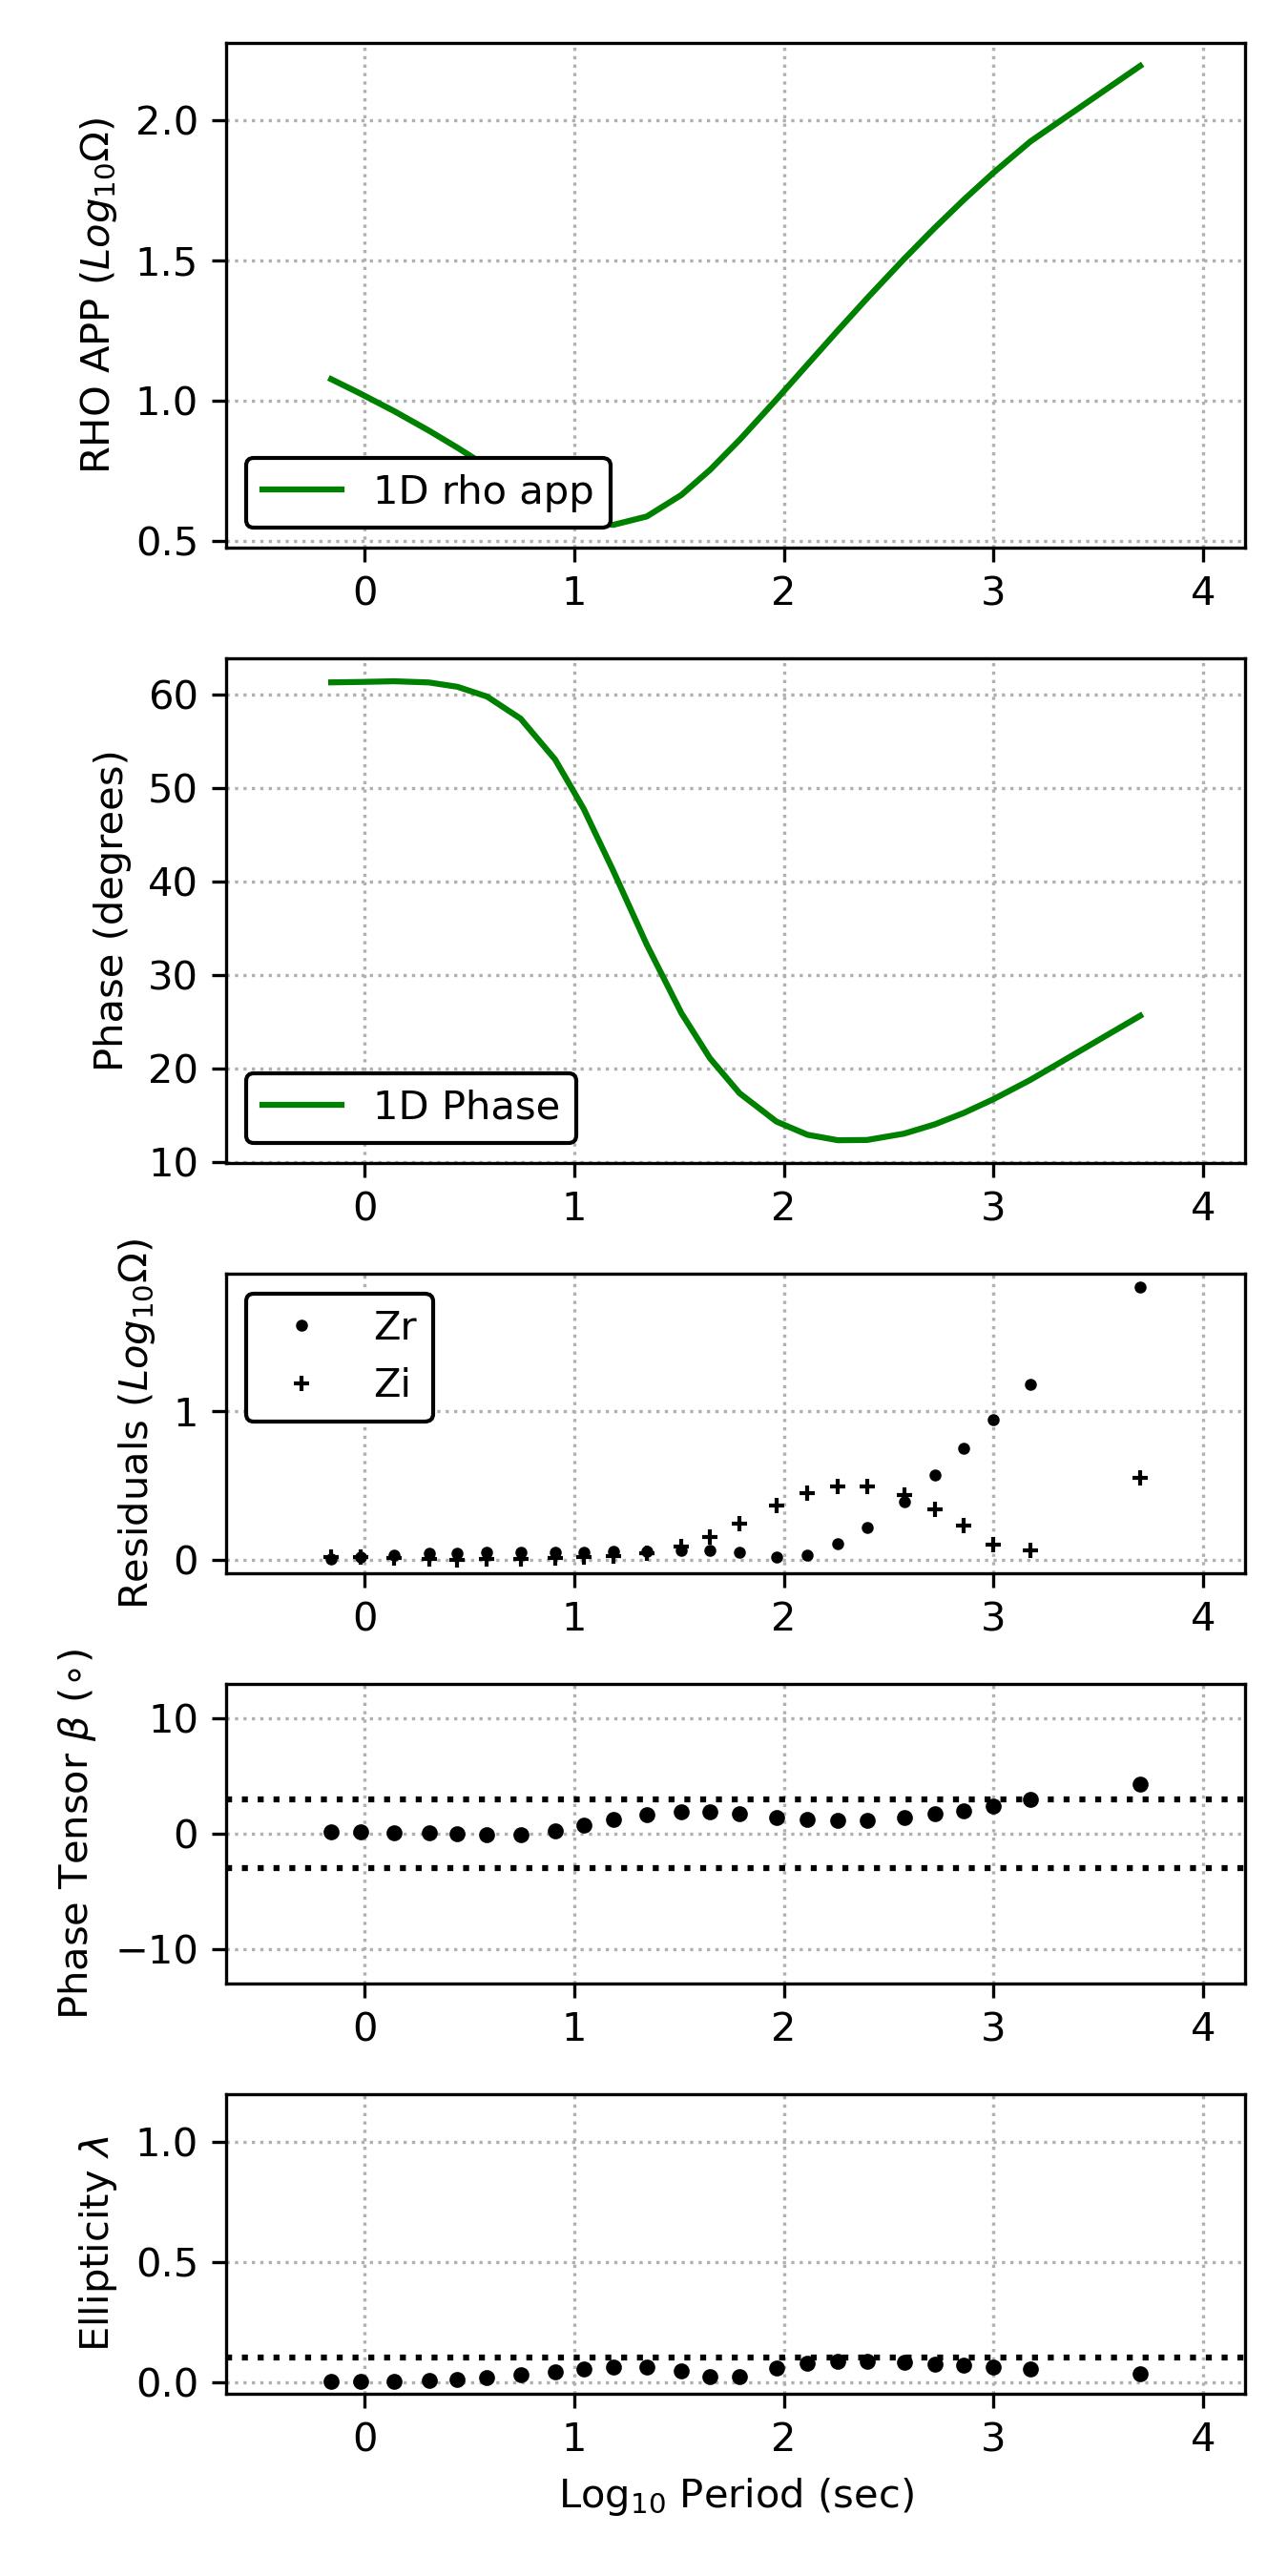 RHO APP (Log10Ω)
2.0
1.5
1.0
0.5
1D rho app
0 1 2 3 4
Phase (degrees)
60
50
40
30
20
10
1D Phase
0 1 2 3 4
Residuals (Log10Ω)
1
0
Zr
Zi
0 1 2 3 4
Phase Tensor β (∘)
10
0
−10
0 1 2 3 4
Ellipticity λ
1.0
0.5
0.0
0 1 2 3 4
Log10 Period (sec)